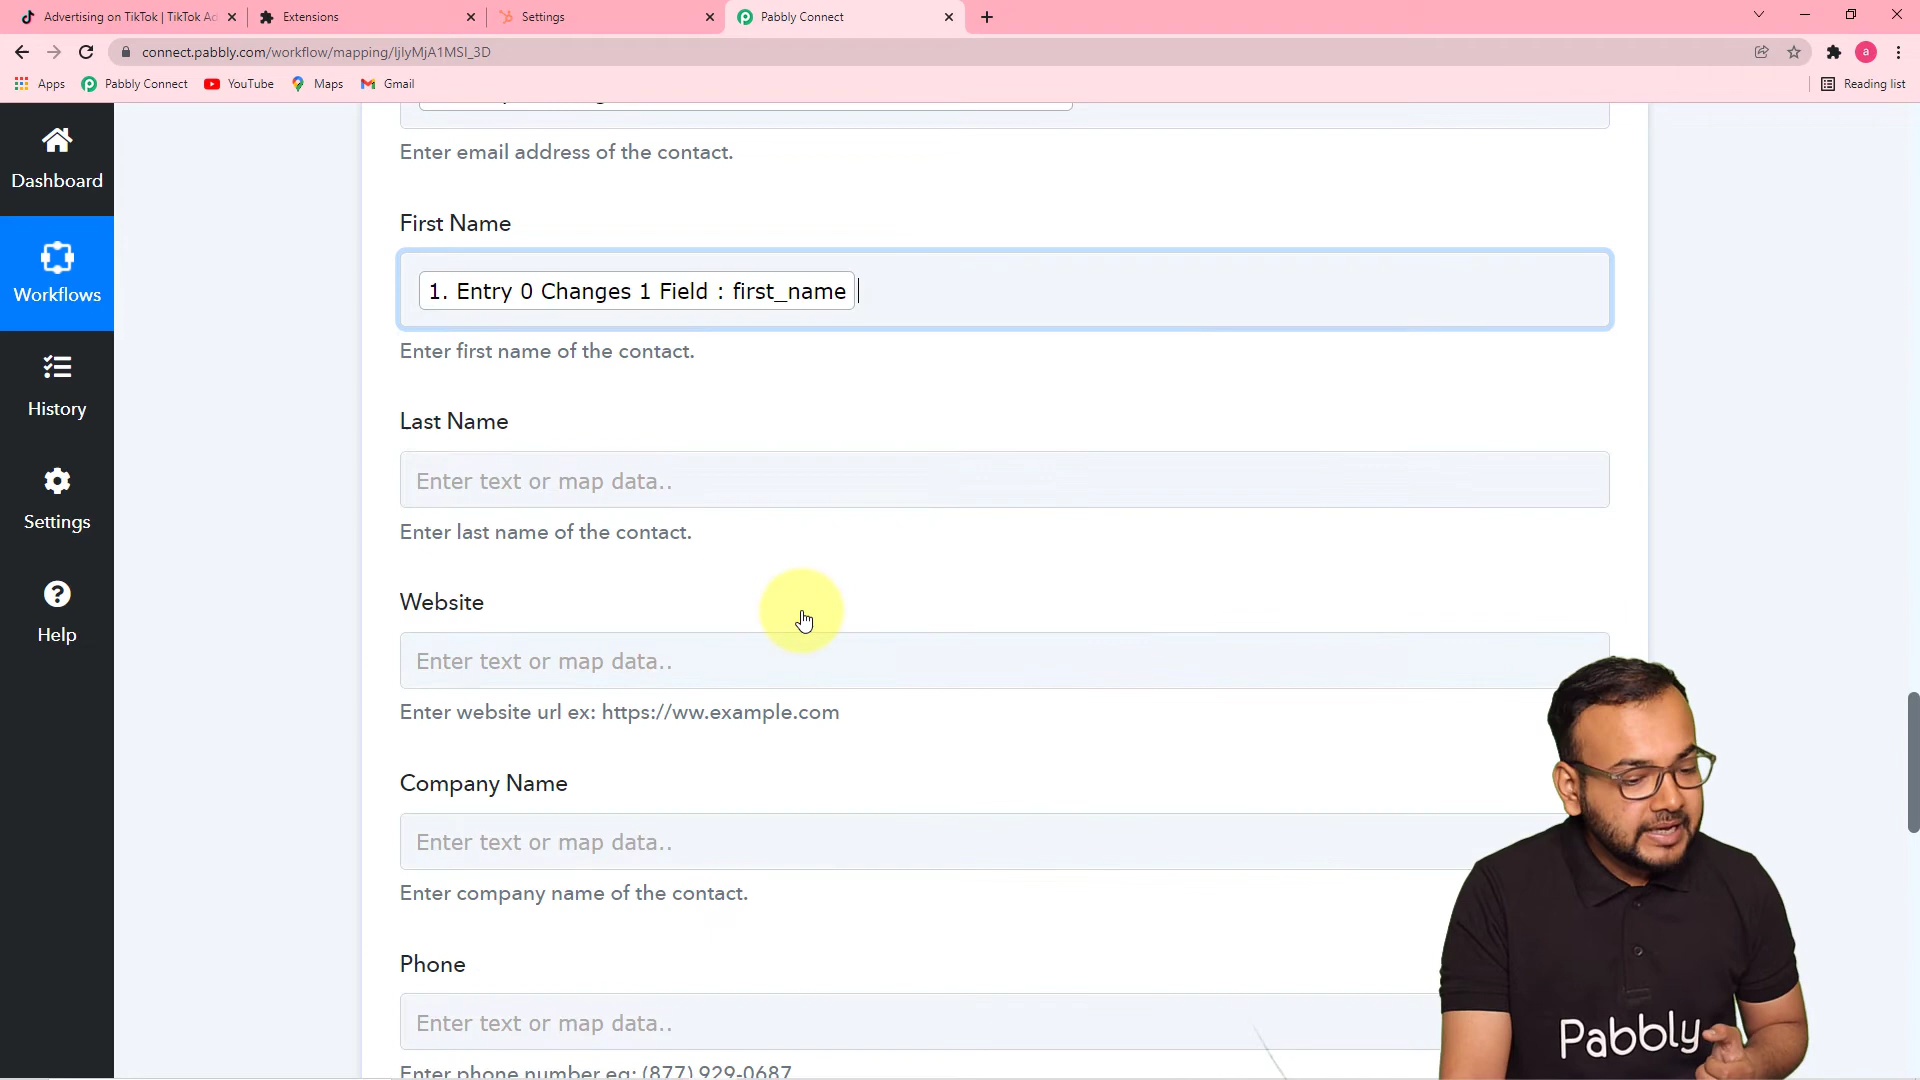 Advertising on TikTok | TikTok Ad
Extensions
Settings
Pabbly Connect
connect.pabbly.com/workflow/mapping/IjIyMjA1MSI_3D
a
Apps
Pabbly Connect
YouTube
Maps
Gmail
Reading list
Dashboard
Workflows
History
Settings
Help
Enter email address of the contact.
First Name
1. Entry 0 Changes 1 Field : first_name
Enter first name of the contact.
Last Name
Enter text or map data..
Enter last name of the contact.
Website
Enter text or map data..
Enter website url ex: https://ww.example.com
Company Name
Enter text or map data..
Enter company name of the contact.
Phone
Enter text or map data..
Enter phone number eg: (877) 929-0687
Pabbly